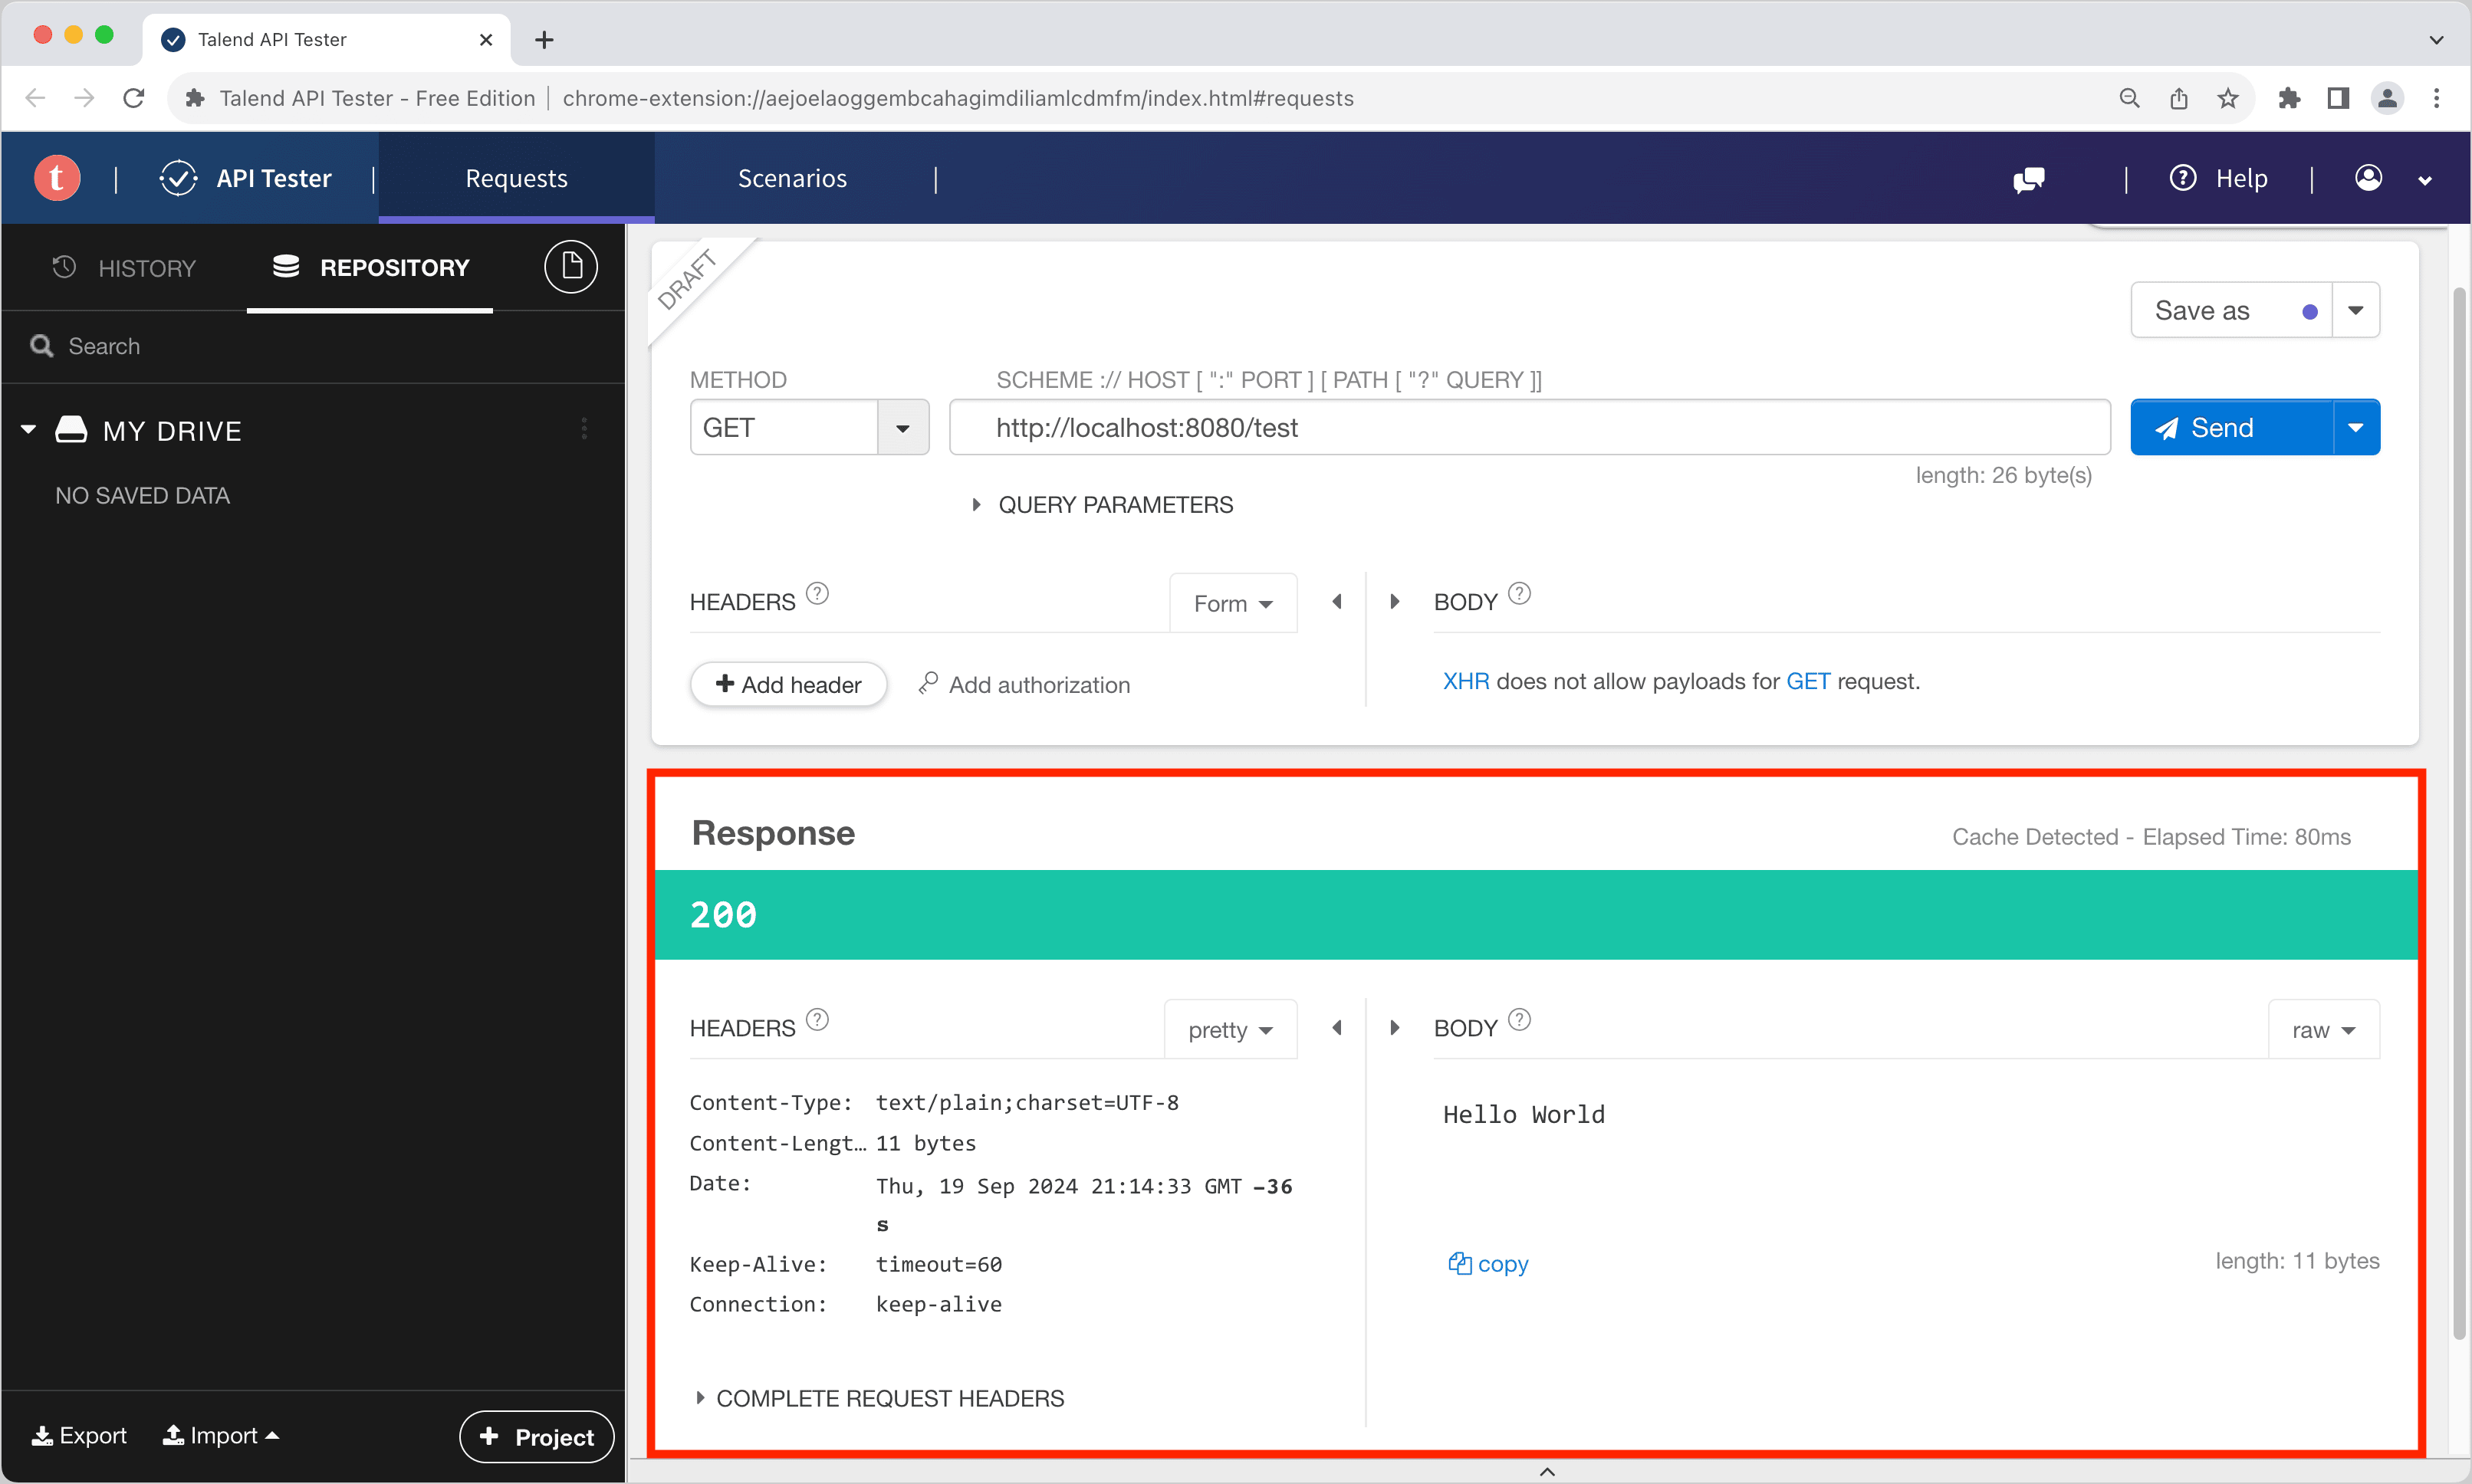 Talend API Tester
Talend API Tester - Free Edition | chrome-extension://aejoelaoggembcahagimdiliamlcdmfm/index.html#requests
t | API Tester | Requests Scenarios | | ? Help |
HISTORY REPOSITORY
Search
MY DRIVE
NO SAVED DATA
Export Import + Project
DRAFT
Save as
METHOD SCHEME :// HOST [ ":" PORT ] [ PATH [ "?" QUERY ]]
GET http://localhost:8080/test Send
length: 26 byte(s)
QUERY PARAMETERS
HEADERS ? Form BODY ?
+ Add header Add authorization XHR does not allow payloads for GET request.
Response Cache Detected - Elapsed Time: 80ms
200
HEADERS ? pretty BODY ? raw
Content-Type: text/plain;charset=UTF-8
Content-Lengt… 11 bytes
Date: Thu, 19 Sep 2024 21:14:33 GMT –36
s
Keep-Alive: timeout=60
Connection: keep-alive
COMPLETE REQUEST HEADERS
Hello World
copy length: 11 bytes